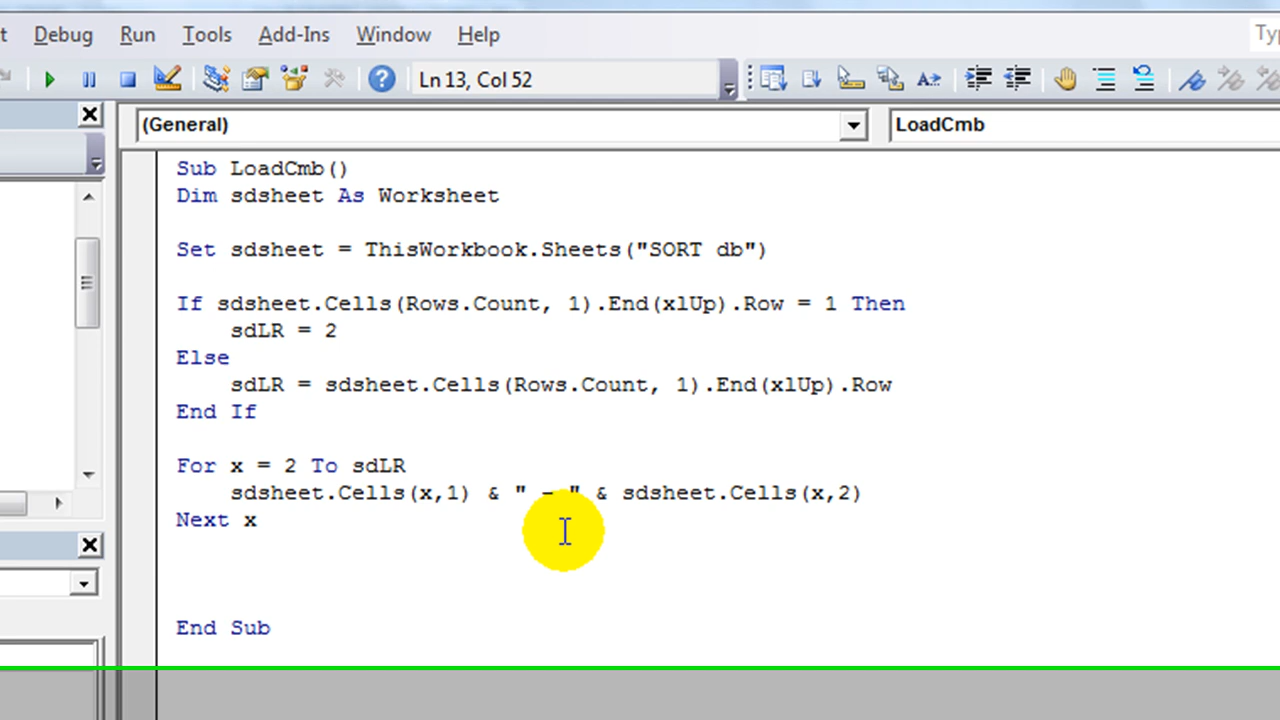 t Debug Run Tools Add-Ins Window Help
Ln 13, Col 52
(General) LoadCmb
Sub LoadCmb()
Dim sdsheet As Worksheet
Set sdsheet = ThisWorkbook.Sheets("SORT db")
If sdsheet.Cells(Rows.Count, 1).End(xlUp).Row = 1 Then
sdLR = 2
Else
sdLR = sdsheet.Cells(Rows.Count, 1).End(xlUp).Row
End If
For x = 2 To sdLR
sdsheet.Cells(x,1) & " - " & sdsheet.Cells(x,2)
Next x
End Sub